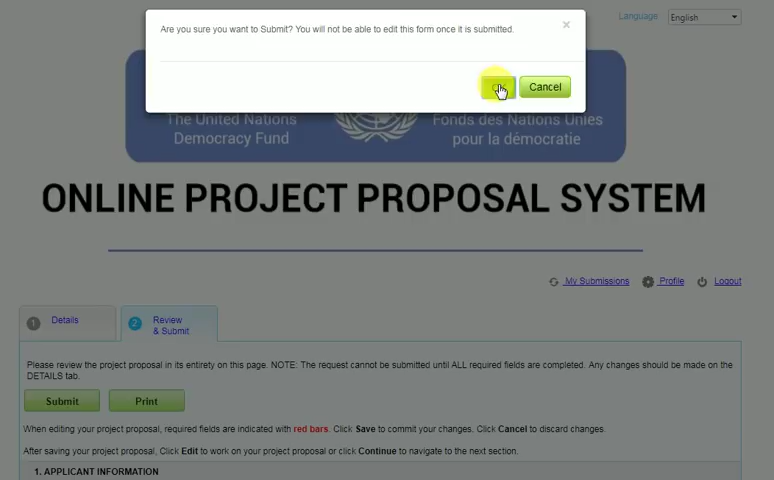 Are you sure you want to Submit? You will not be able to edit this form once it is submitted.
×
Language
English
Cancel
The United Nations
Democracy Fund
Fonds des Nations Unies
pour la démocratie
ONLINE PROJECT PROPOSAL SYSTEM
My Submissions
Profile
Logout
1 Details
2 Review
& Submit
Please review the project proposal in its entirety on this page. NOTE: The request cannot be submitted until ALL required fields are completed. Any changes should be made on the
DETAILS tab.
Submit
Print
When editing your project proposal, required fields are indicated with red bars. Click Save to commit your changes. Click Cancel to discard changes.
After saving your project proposal, Click Edit to work on your project proposal or click Continue to navigate to the next section.
1. APPLICANT INFORMATION